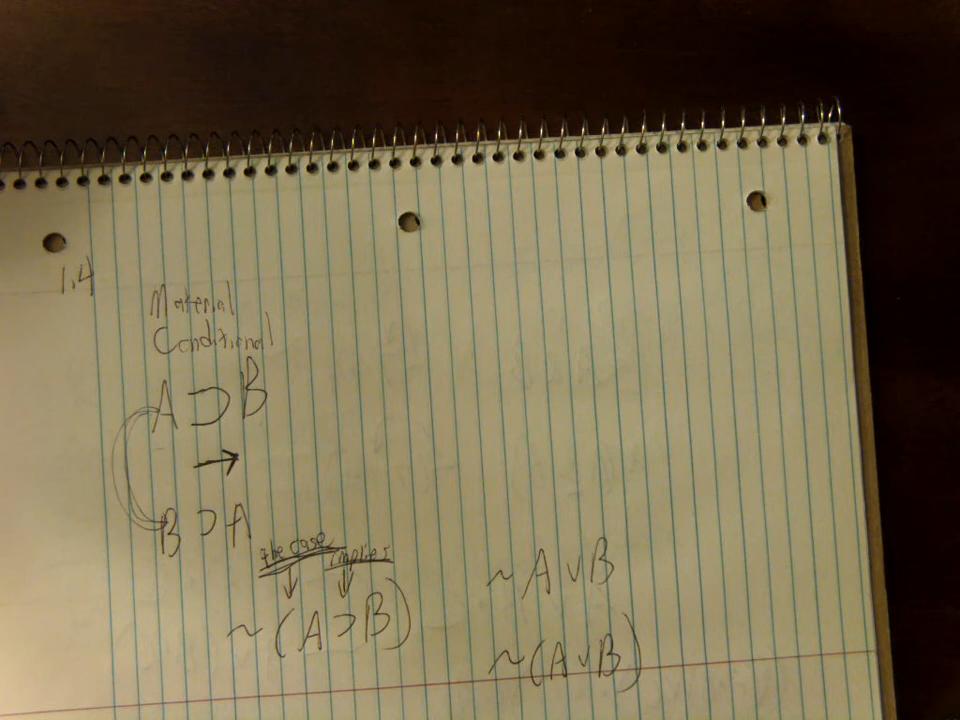 1.4
Material
Conditional
A ⊃ B
→
B ⊃ A
the case implies
~(A ⊃ B)
~A ∨ B
~(A ∨ B)